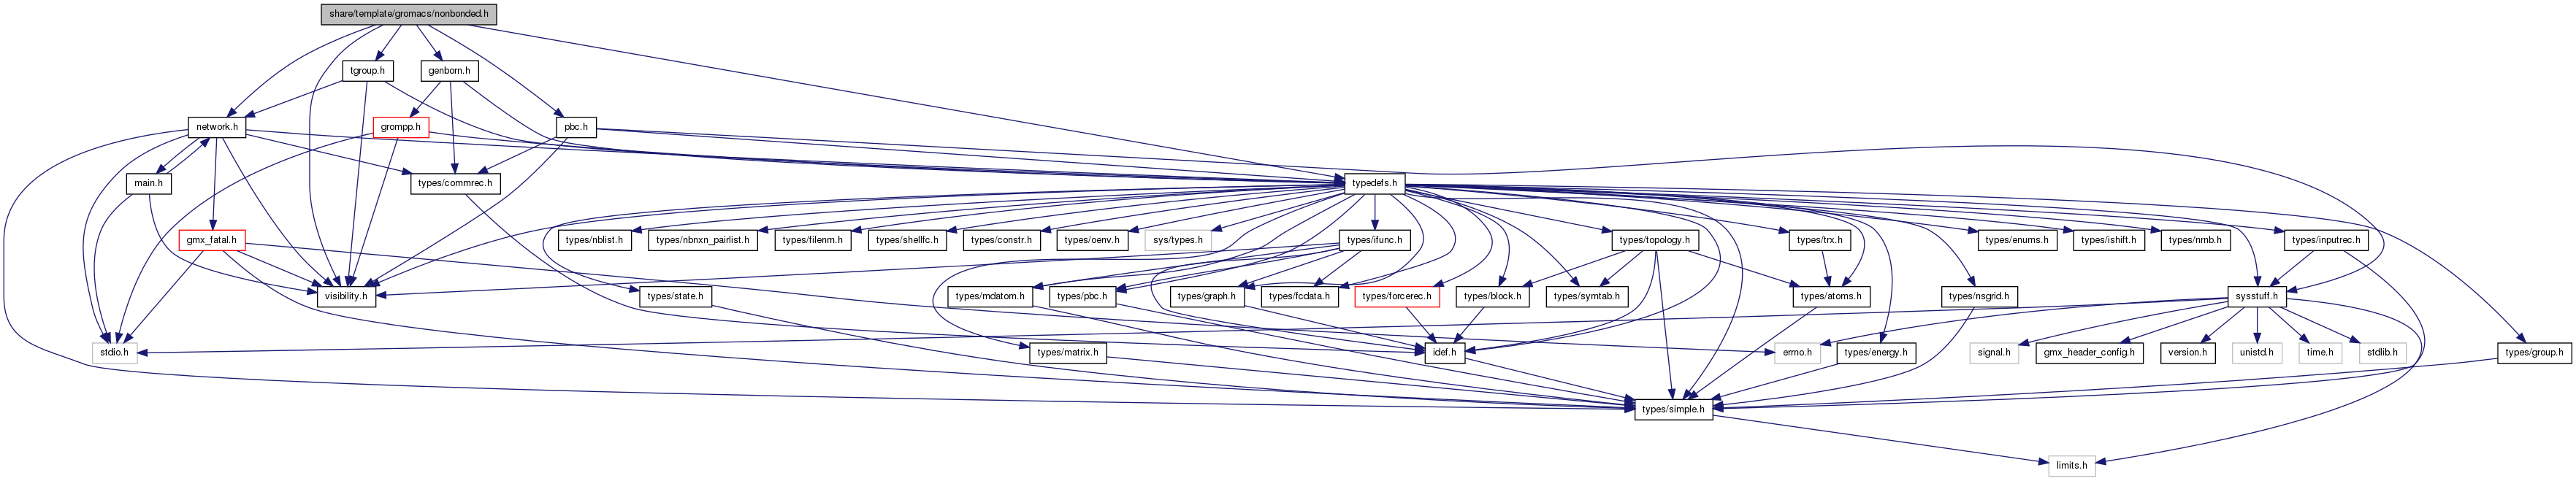 share/template/gromacs/nonbonded.h
tgroup.h
genborn.h
network.h
grompp.h
pbc.h
main.h
types/commrec.h
typedefs.h
gmx_fatal.h
types/nblist.h
types/nbnxn_pairlist.h
types/filenm.h
types/shellfc.h
types/constr.h
types/oenv.h
sys/types.h
types/ifunc.h
types/topology.h
types/trx.h
types/enums.h
types/ishift.h
types/nrnb.h
types/inputrec.h
visibility.h
types/state.h
types/mdatom.h
types/pbc.h
types/graph.h
types/fcdata.h
types/forcerec.h
types/block.h
types/symtab.h
types/atoms.h
types/nsgrid.h
sysstuff.h
stdio.h
types/matrix.h
idef.h
errno.h
types/energy.h
signal.h
gmx_header_config.h
version.h
unistd.h
time.h
stdlib.h
types/group.h
types/simple.h
limits.h